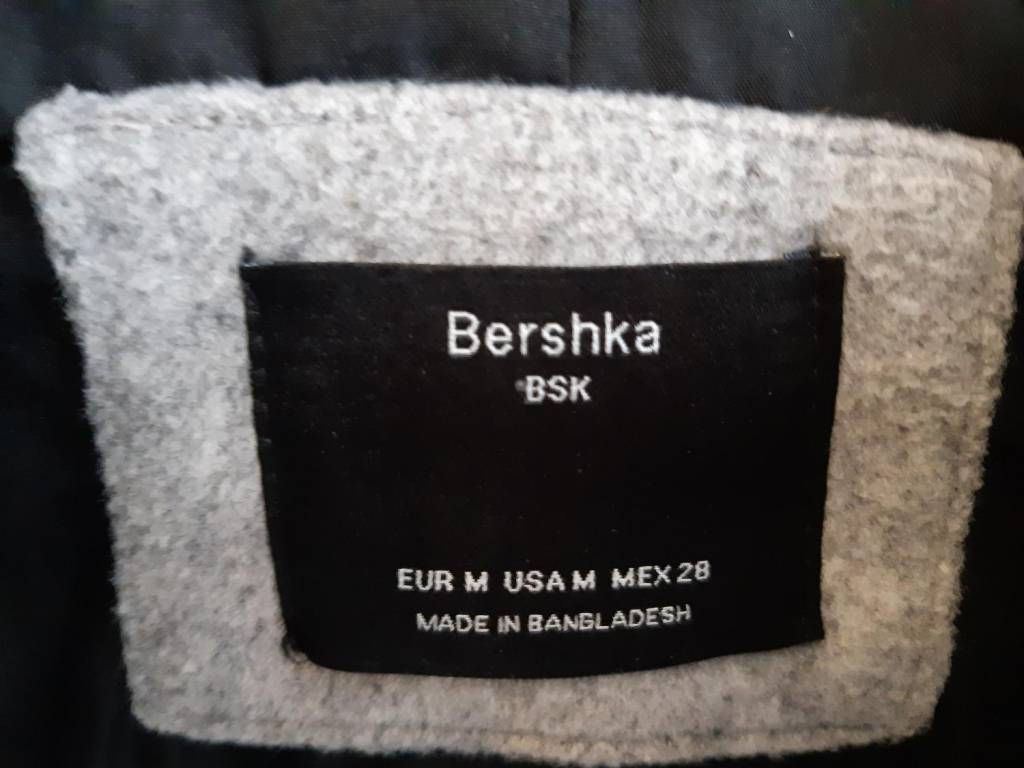 Bershka
BSK
EUR M USA M MEX 28
MADE IN BANGLADESH